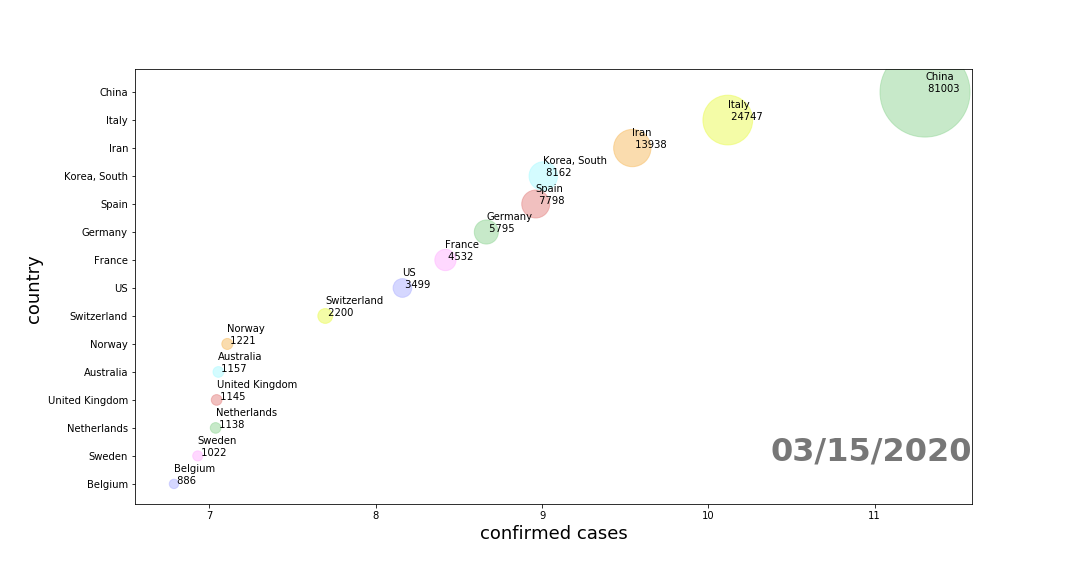 China
81003
China
Italy
24747
Italy
Iran
13938
Iran
Korea, South
8162
Korea, South
Spain
7798
Spain
Germany
5795
Germany
France
4532
France
US
3499
US
Switzerland
2200
Switzerland
Norway
1221
Norway
Australia
1157
Australia
United Kingdom
1145
United Kingdom
Netherlands
1138
Netherlands
Sweden
1022
Sweden
Belgium
886
Belgium
03/15/2020
country
7 8 9 10 11
confirmed cases